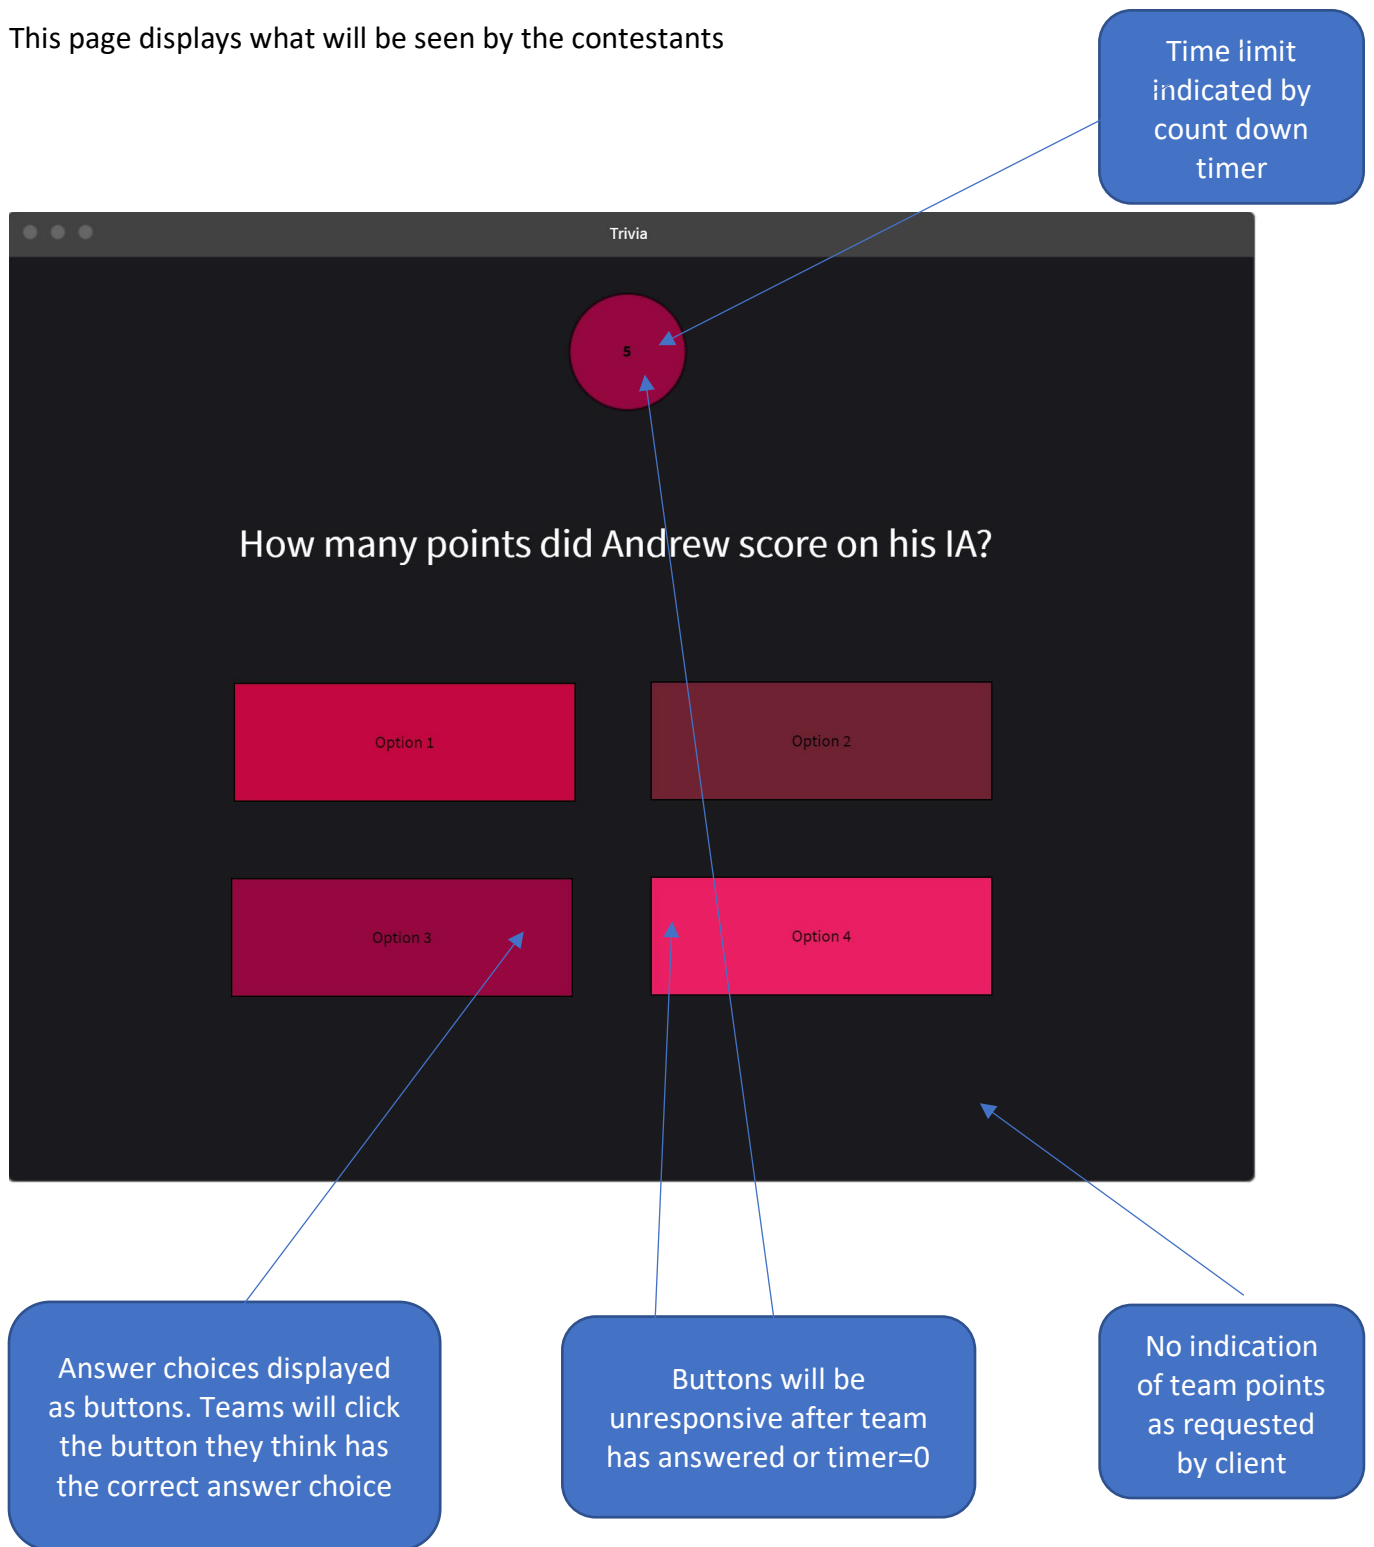 This page displays what will be seen by the contestants
Time limit
indicated by
count down
timer
Trivia
5
How many points did Andrew score on his IA?
Option 1
Option 2
Option 3
Option 4
Answer choices displayed
as buttons. Teams will click
the button they think has
the correct answer choice
Buttons will be
unresponsive after team
has answered or timer=0
No indication
of team points
as requested
by client